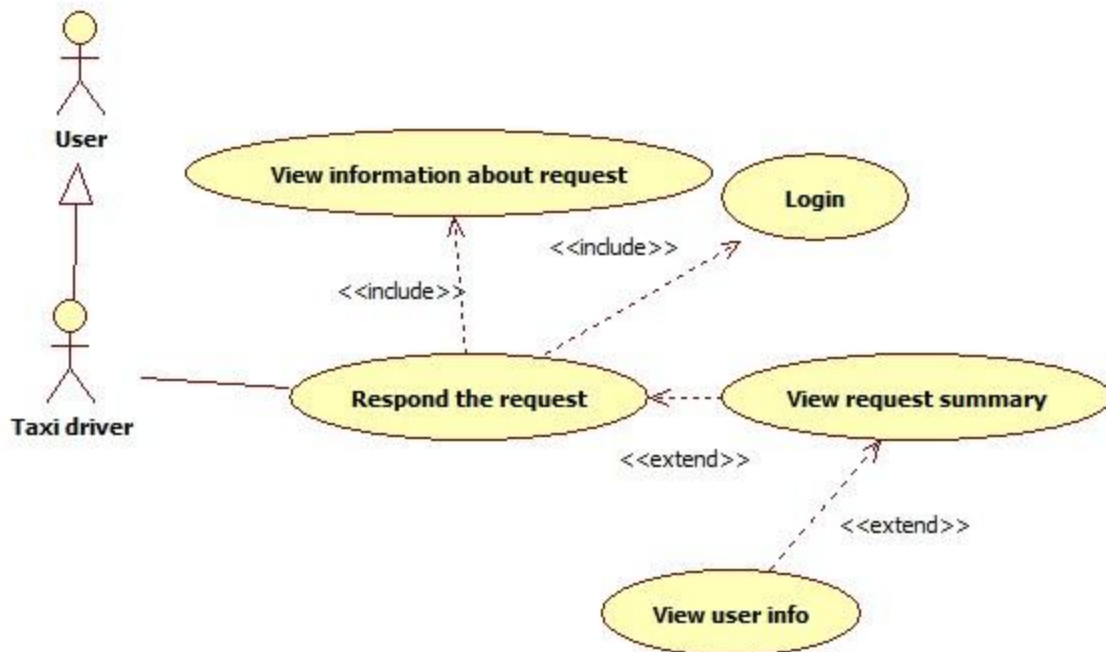 User
View information about request
Login
<<include>>
<<include>>
Respond the request
View request summary
Taxi driver
<<extend>>
<<extend>>
View user info